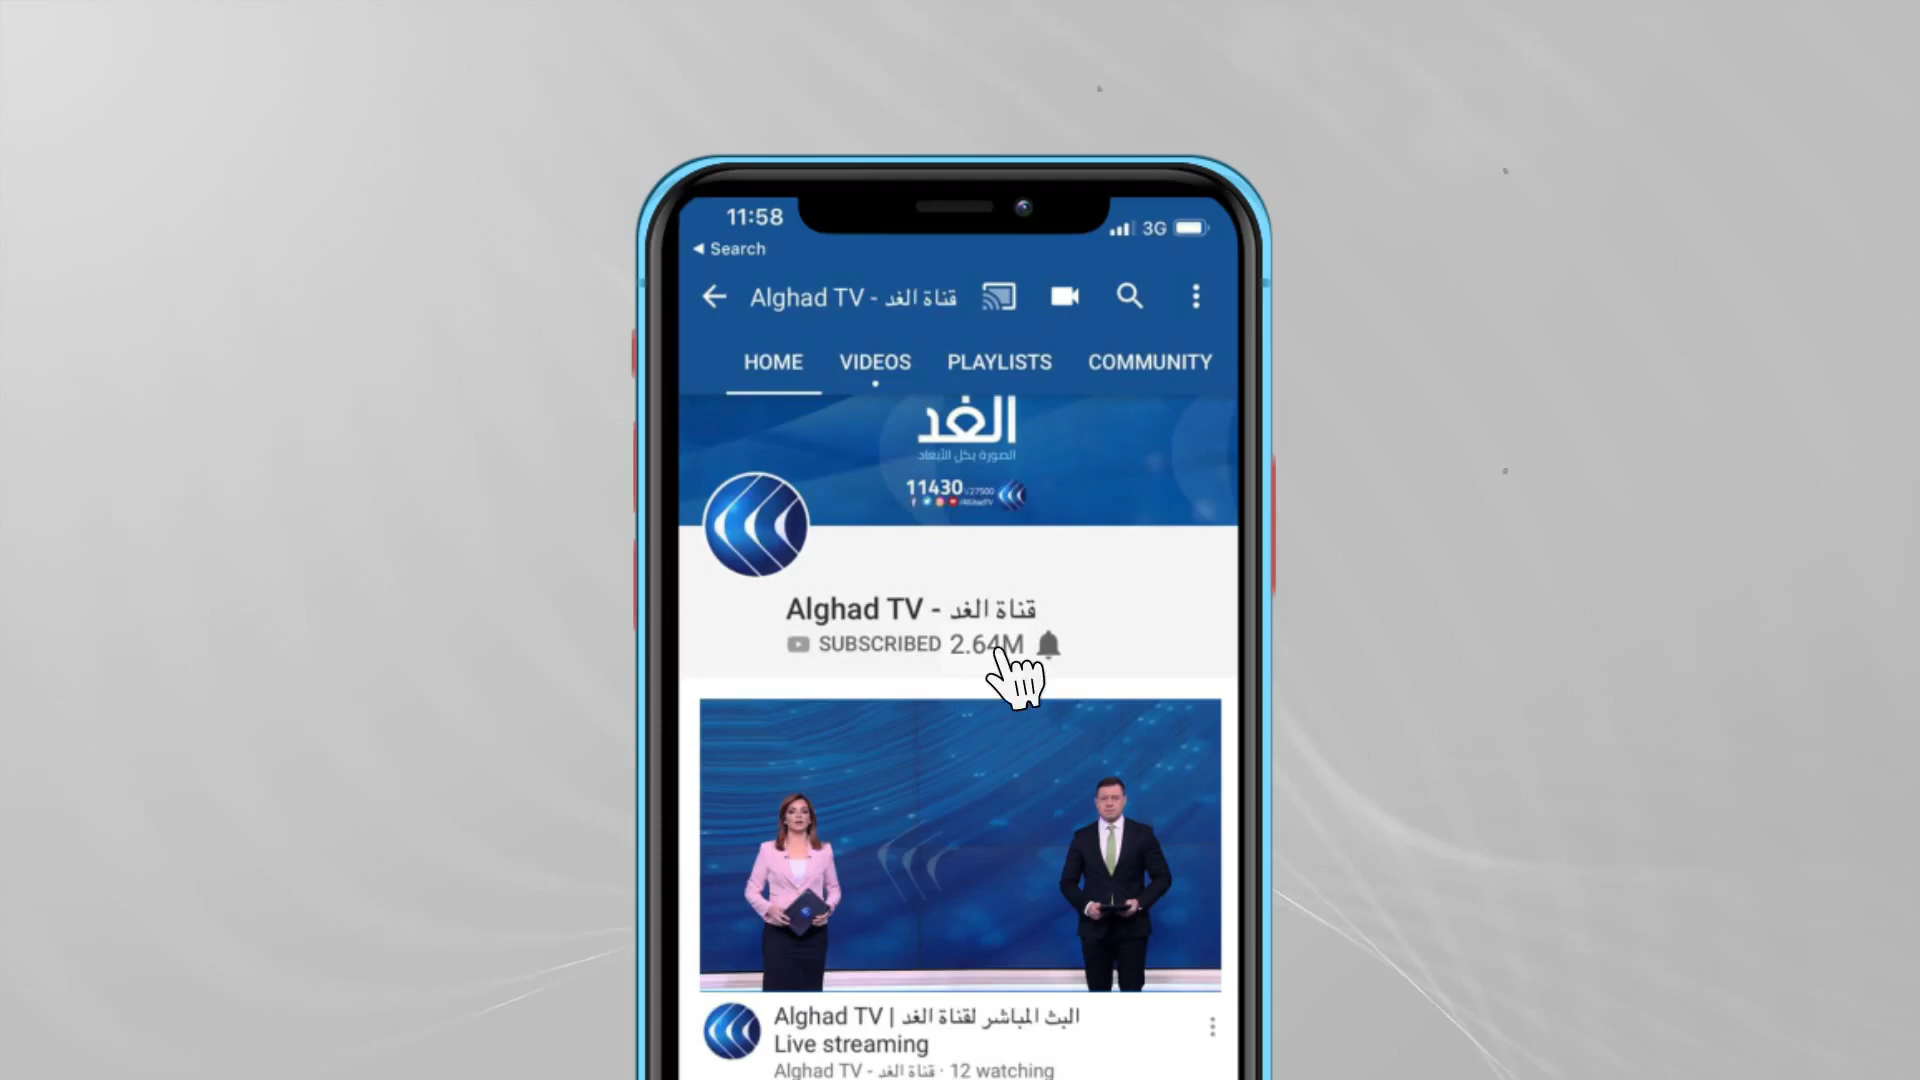 11:58
3G
◀ Search
Alghad TV - قناة الغد
HOME VIDEOS PLAYLISTS COMMUNITY
الغد
الصورة بكل الأبعاد
11430 27500
Alghad TV - قناة الغد
SUBSCRIBED 2.64M
Alghad TV | البث المباشر لقناة الغد
Live streaming
Alghad TV - قناة الغد · 12 watching